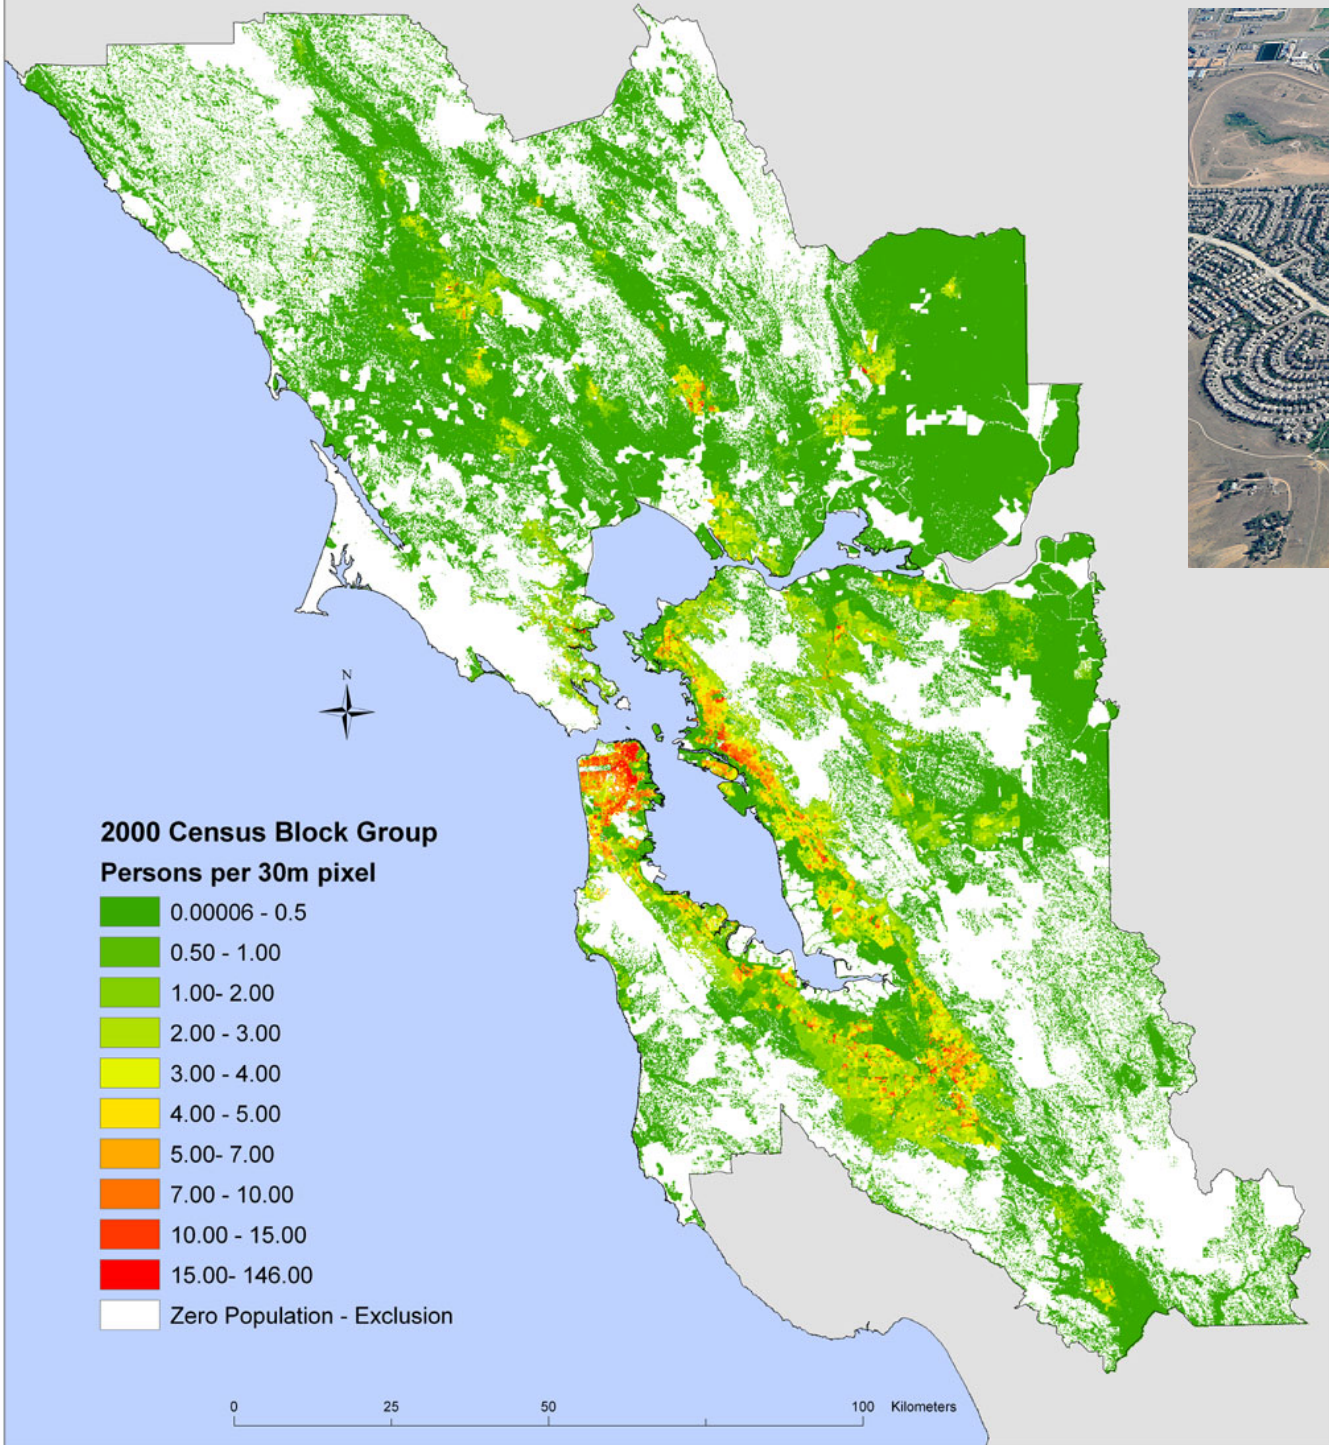 N
2000 Census Block Group
Persons per 30m pixel
0.00006 - 0.5
0.50 - 1.00
1.00- 2.00
2.00 - 3.00
3.00 - 4.00
4.00 - 5.00
5.00- 7.00
7.00 - 10.00
10.00 - 15.00
15.00- 146.00
Zero Population - Exclusion
0 25 50 100 Kilometers